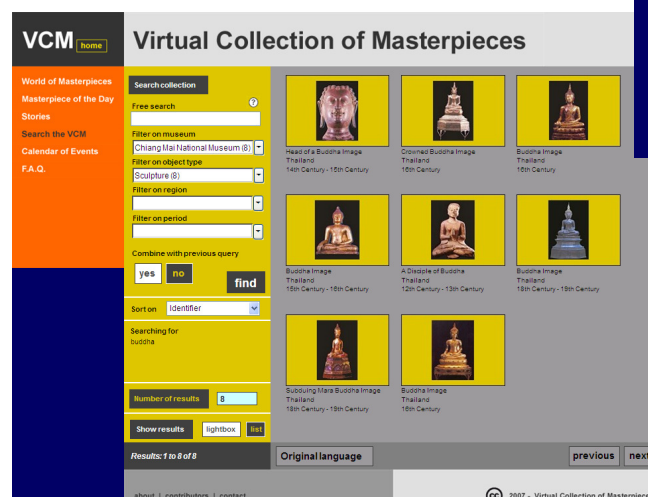 VCM home
Virtual Collection of Masterpieces
World of Masterpieces
Masterpiece of the Day
Stories
Search the VCM
Calendar of Events
F.A.Q.
Search collection
Free search
?
Filter on museum
Chiang Mai National Museum (8)
Filter on object type
Sculpture (8)
Filter on region
Filter on period
Combine with previous query
yes no
find
Sort on Identifier
Searching for
buddha
Number of results 8
Show results lightbox list
Results: 1 to 8 of 8
Head of a Buddha Image
Thailand
14th Century - 15th Century
Crowned Buddha Image
Thailand
16th Century
Buddha Image
Thailand
16th Century
Buddha Image
Thailand
15th Century - 16th Century
A Disciple of Buddha
Thailand
12th Century - 13th Century
Buddha Image
Thailand
18th Century - 19th Century
Subduing Mara Buddha Image
Thailand
18th Century - 19th Century
Buddha Image
Thailand
16th Century
Original language
previous next
about | contributors | contact
cc 2007 - Virtual Collection of Masterpiece